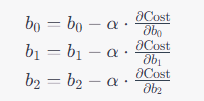 b₀ = b₀ − α · ∂Cost/∂b₀
b₁ = b₁ − α · ∂Cost/∂b₁
b₂ = b₂ − α · ∂Cost/∂b₂